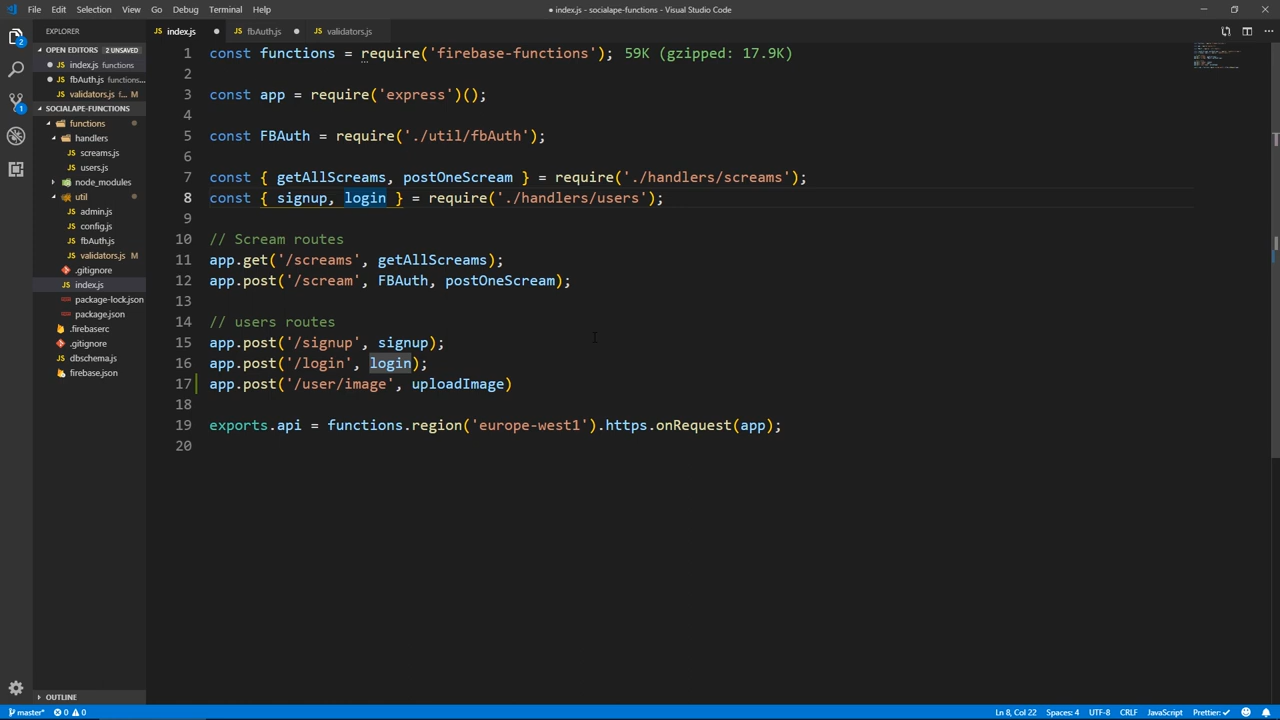 File Edit Selection View Go Debug Terminal Help
● index.js - socialape-functions - Visual Studio Code
EXPLORER
OPEN EDITORS 2 UNSAVED
index.js functions
fbAuth.js functions...
validators.js f... M
SOCIALAPE-FUNCTIONS
functions
handlers
screams.js
users.js
node_modules
util
admin.js
config.js
fbAuth.js
validators.js M
.gitignore
index.js
package-lock.json
package.json
.firebaserc
.gitignore
dbschema.js
firebase.json
OUTLINE
2
1
JS index.js ● JS fbAuth.js ● JS validators.js
1 const functions = require('firebase-functions'); 59K (gzipped: 17.9K)
2
3 const app = require('express')();
4
5 const FBAuth = require('./util/fbAuth');
6
7 const { getAllScreams, postOneScream } = require('./handlers/screams');
8 const { signup, login } = require('./handlers/users');
9
10 // Scream routes
11 app.get('/screams', getAllScreams);
12 app.post('/scream', FBAuth, postOneScream);
13
14 // users routes
15 app.post('/signup', signup);
16 app.post('/login', login);
17 app.post('/user/image', uploadImage)
18
19 exports.api = functions.region('europe-west1').https.onRequest(app);
20
master* 0 0 Ln 8, Col 22 Spaces: 4 UTF-8 CRLF JavaScript Prettier: ✓